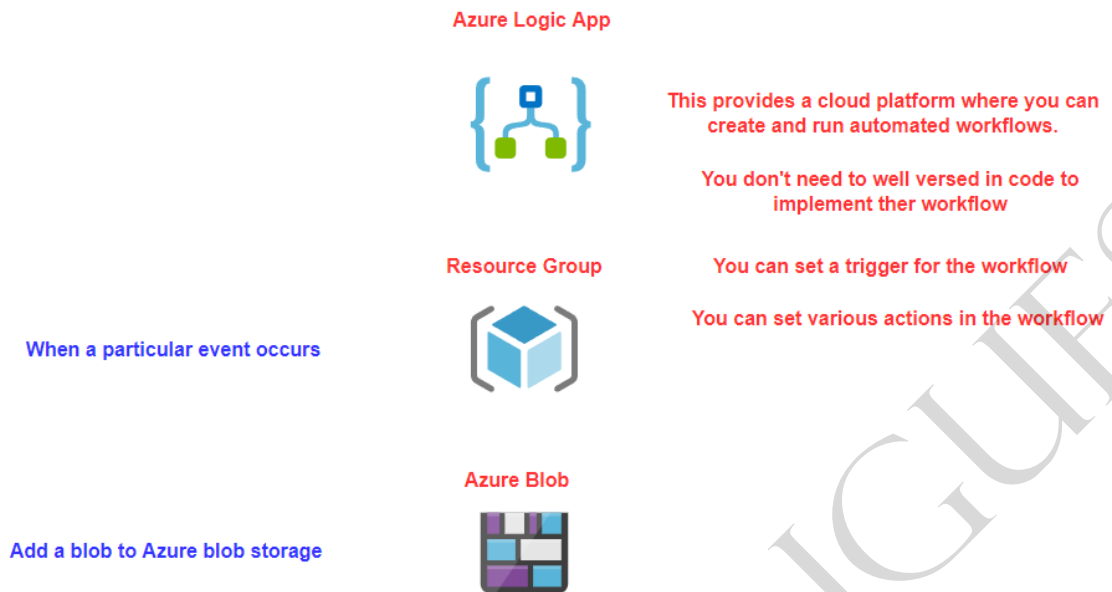 Azure Logic App
This provides a cloud platform where you can
create and run automated workflows.
You don't need to well versed in code to
implement ther workflow
Resource Group
You can set a trigger for the workflow
You can set various actions in the workflow
When a particular event occurs
Azure Blob
Add a blob to Azure blob storage